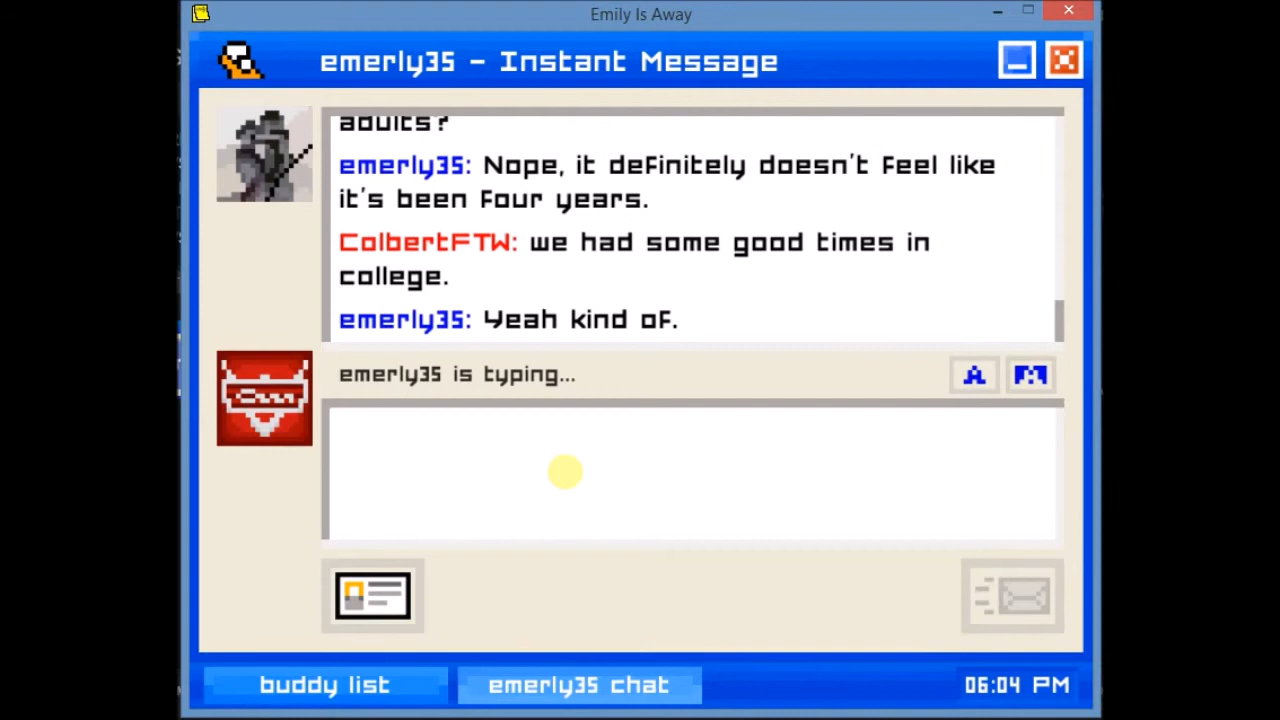 Emily Is Away
emerly35 - Instant Message
adults?
emerly35: Nope, it definitely doesn't feel like
it's been four years.
ColbertFTW: we had some good times in
college.
emerly35: Yeah kind of.
emerly35 is typing...
A
buddy list
emerly35 chat
06:04 PM